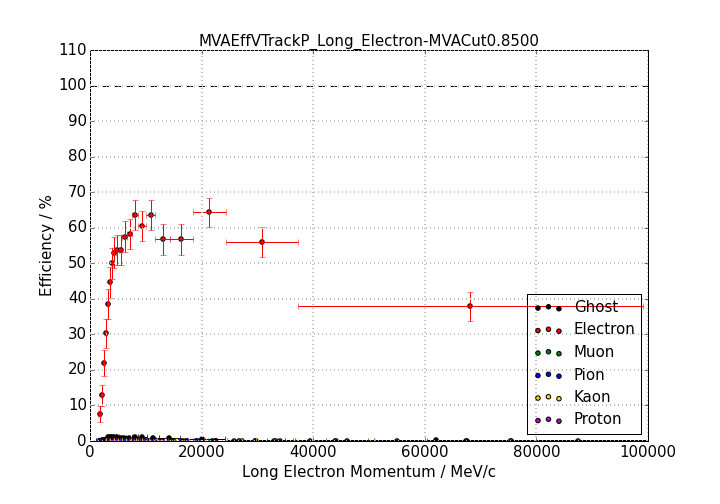 MVAEffVTrackP_Long_Electron-MVACut0.8500
110
100
90
80
70
60
50
40
30
20
10
0
Efficiency / %
Ghost
Electron
Muon
Pion
Kaon
Proton
0 20000 40000 60000 80000 100000
Long Electron Momentum / MeV/c